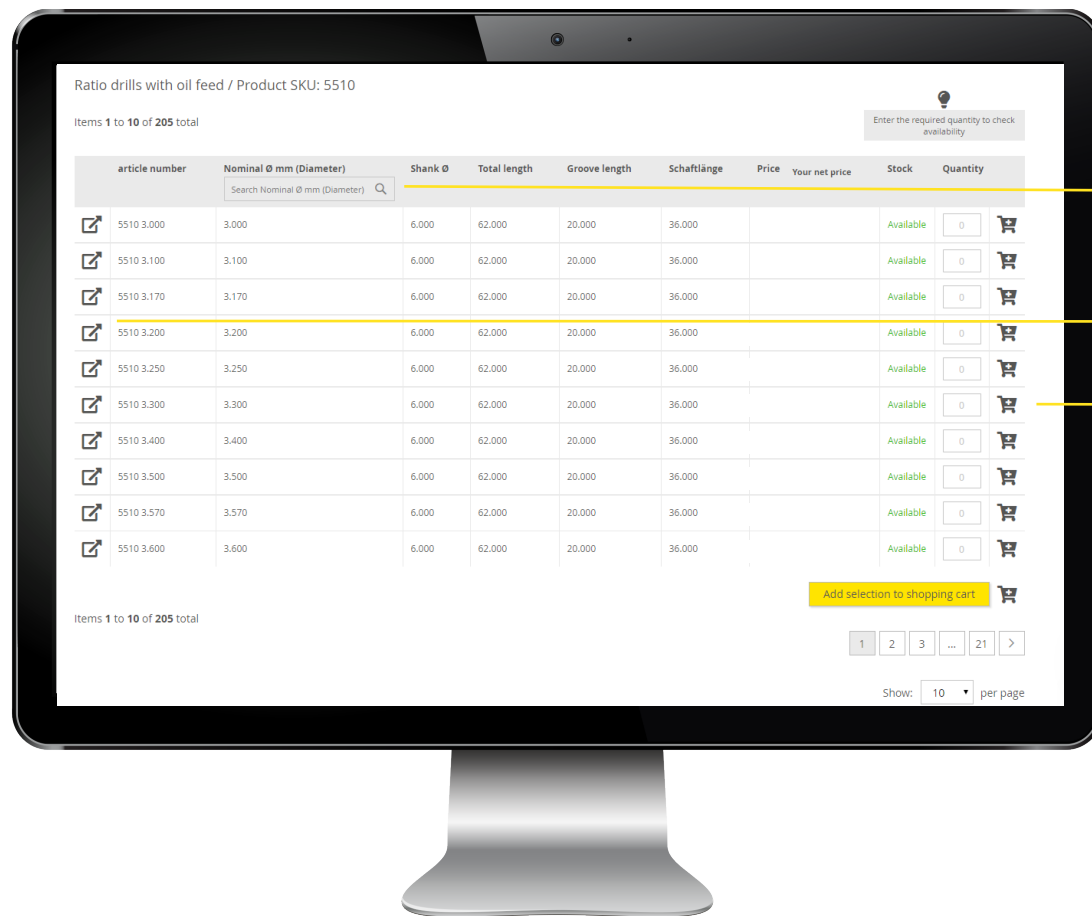 Ratio drills with oil feed / Product SKU: 5510
Items 1 to 10 of 205 total
Enter the required quantity to check
availability
article number Nominal Ø mm (Diameter) Shank Ø Total length Groove length Schaftlänge Price Your net price Stock Quantity
Search Nominal Ø mm (Diameter)
5510 3.000 3.000 6.000 62.000 20.000 36.000 Available 0
5510 3.100 3.100 6.000 62.000 20.000 36.000 Available 0
5510 3.170 3.170 6.000 62.000 20.000 36.000 Available 0
5510 3.200 3.200 6.000 62.000 20.000 36.000 Available 0
5510 3.250 3.250 6.000 62.000 20.000 36.000 Available 0
5510 3.300 3.300 6.000 62.000 20.000 36.000 Available 0
5510 3.400 3.400 6.000 62.000 20.000 36.000 Available 0
5510 3.500 3.500 6.000 62.000 20.000 36.000 Available 0
5510 3.570 3.570 6.000 62.000 20.000 36.000 Available 0
5510 3.600 3.600 6.000 62.000 20.000 36.000 Available 0
Add selection to shopping cart
Items 1 to 10 of 205 total
1 2 3 ... 21 >
Show: 10 per page